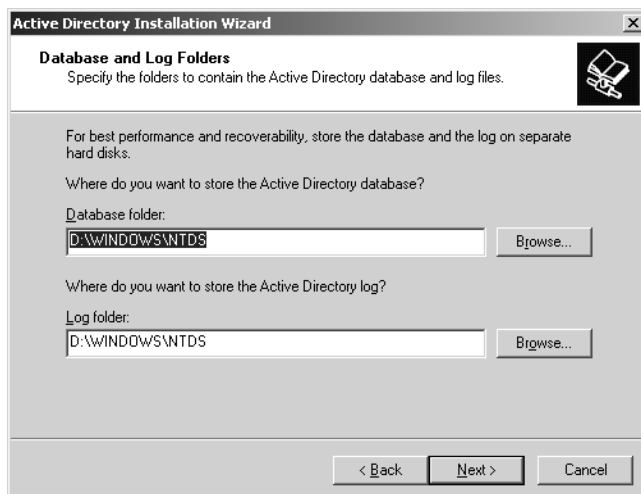 Active Directory Installation Wizard
Database and Log Folders
Specify the folders to contain the Active Directory database and log files.
For best performance and recoverability, store the database and the log on separate
hard disks.
Where do you want to store the Active Directory database?
Database folder:
D:\WINDOWS\NTDS
Browse...
Where do you want to store the Active Directory log?
Log folder:
D:\WINDOWS\NTDS
Browse...
< Back
Next >
Cancel